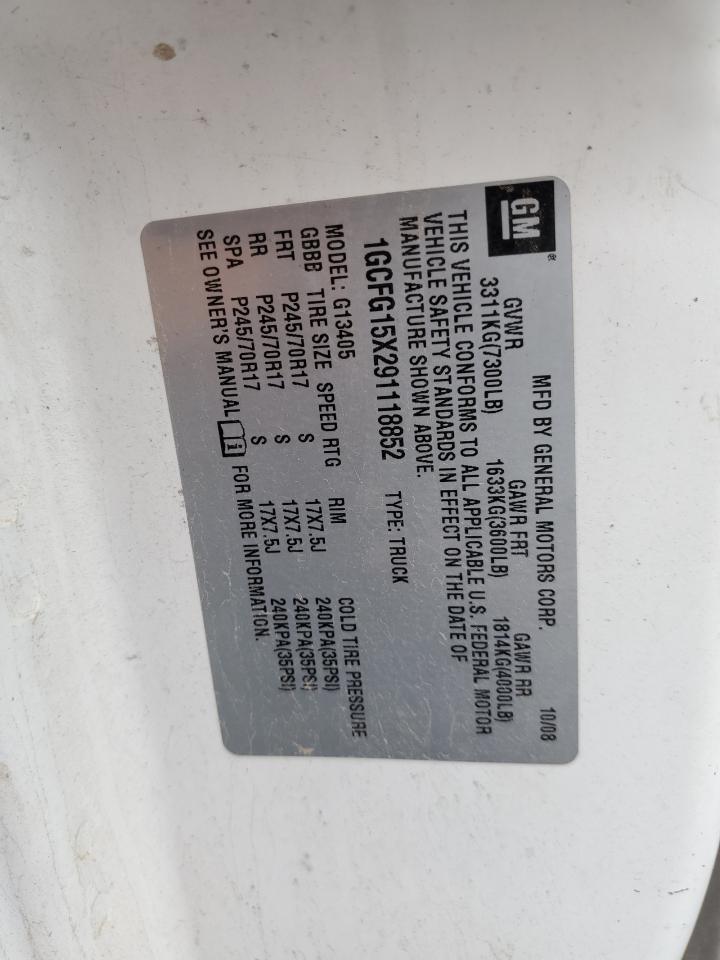 GM®
MFD BY GENERAL MOTORS CORP. 10/08
GVWR GAWR FRT GAWR RR
3311KG(7300LB) 1633KG(3600LB) 1814KG(4000LB)
THIS VEHICLE CONFORMS TO ALL APPLICABLE U.S. FEDERAL MOTOR
VEHICLE SAFETY STANDARDS IN EFFECT ON THE DATE OF
MANUFACTURE SHOWN ABOVE.
1GCFG15X291118852 TYPE: TRUCK
MODEL: G13405
GBBB TIRE SIZE SPEED RTG RIM COLD TIRE PRESSURE
FRT P245/70R17 S 17X7.5J 240KPA(35PSI)
RR P245/70R17 S 17X7.5J 240KPA(35PSI)
SPA P245/70R17 S 17X7.5J 240KPA(35PSI)
SEE OWNER'S MANUAL i FOR MORE INFORMATION.